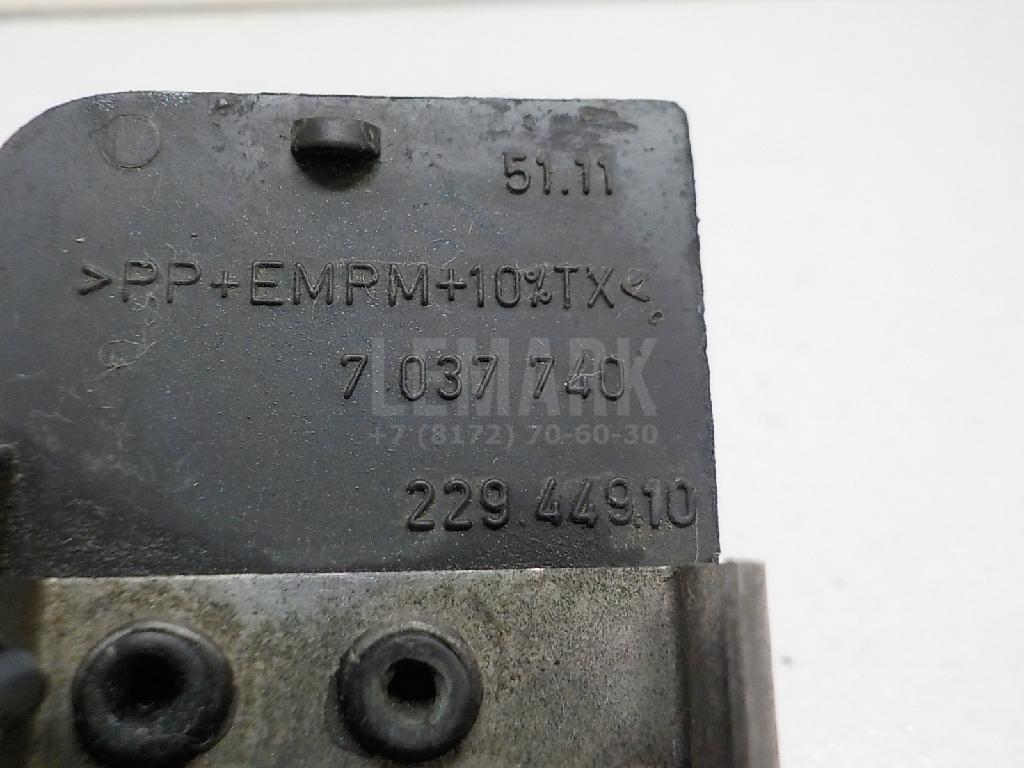 51.11
>PP+EMPM+10%TX<
7 037 740
LEMARK
+7 (8172) 70-60-30
229.449.10